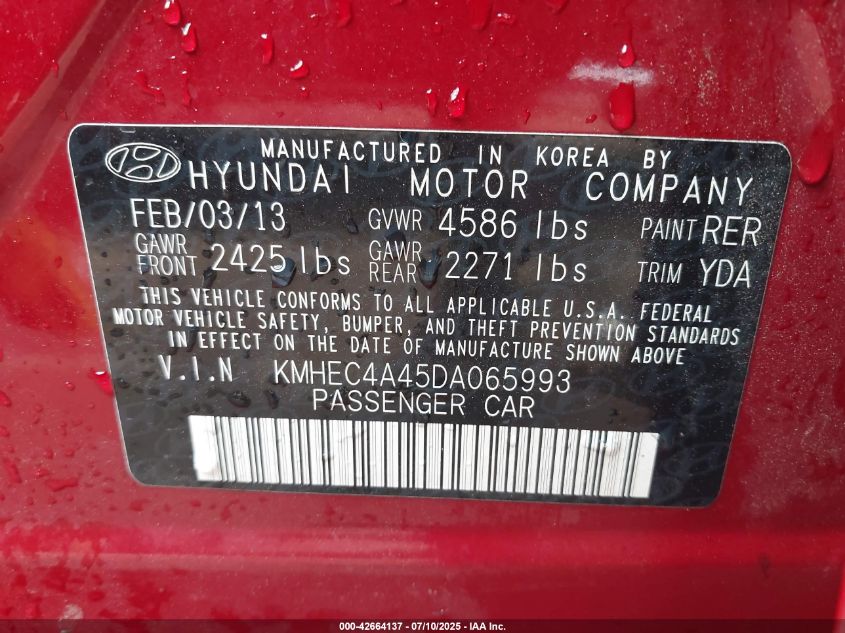 MANUFACTURED IN KOREA BY
HYUNDAI MOTOR COMPANY
FEB/03/13 GVWR 4586 lbs PAINT RER
GAWR FRONT 2425 lbs GAWR REAR 2271 lbs TRIM YDA
THIS VEHICLE CONFORMS TO ALL APPLICABLE U.S.A. FEDERAL
MOTOR VEHICLE SAFETY, BUMPER, AND THEFT PREVENTION STANDARDS
IN EFFECT ON THE DATE OF MANUFACTURE SHOWN ABOVE
V.I.N KMHEC4A45DA065993
PASSENGER CAR
000-42664137 - 07/10/2025 - IAA Inc.